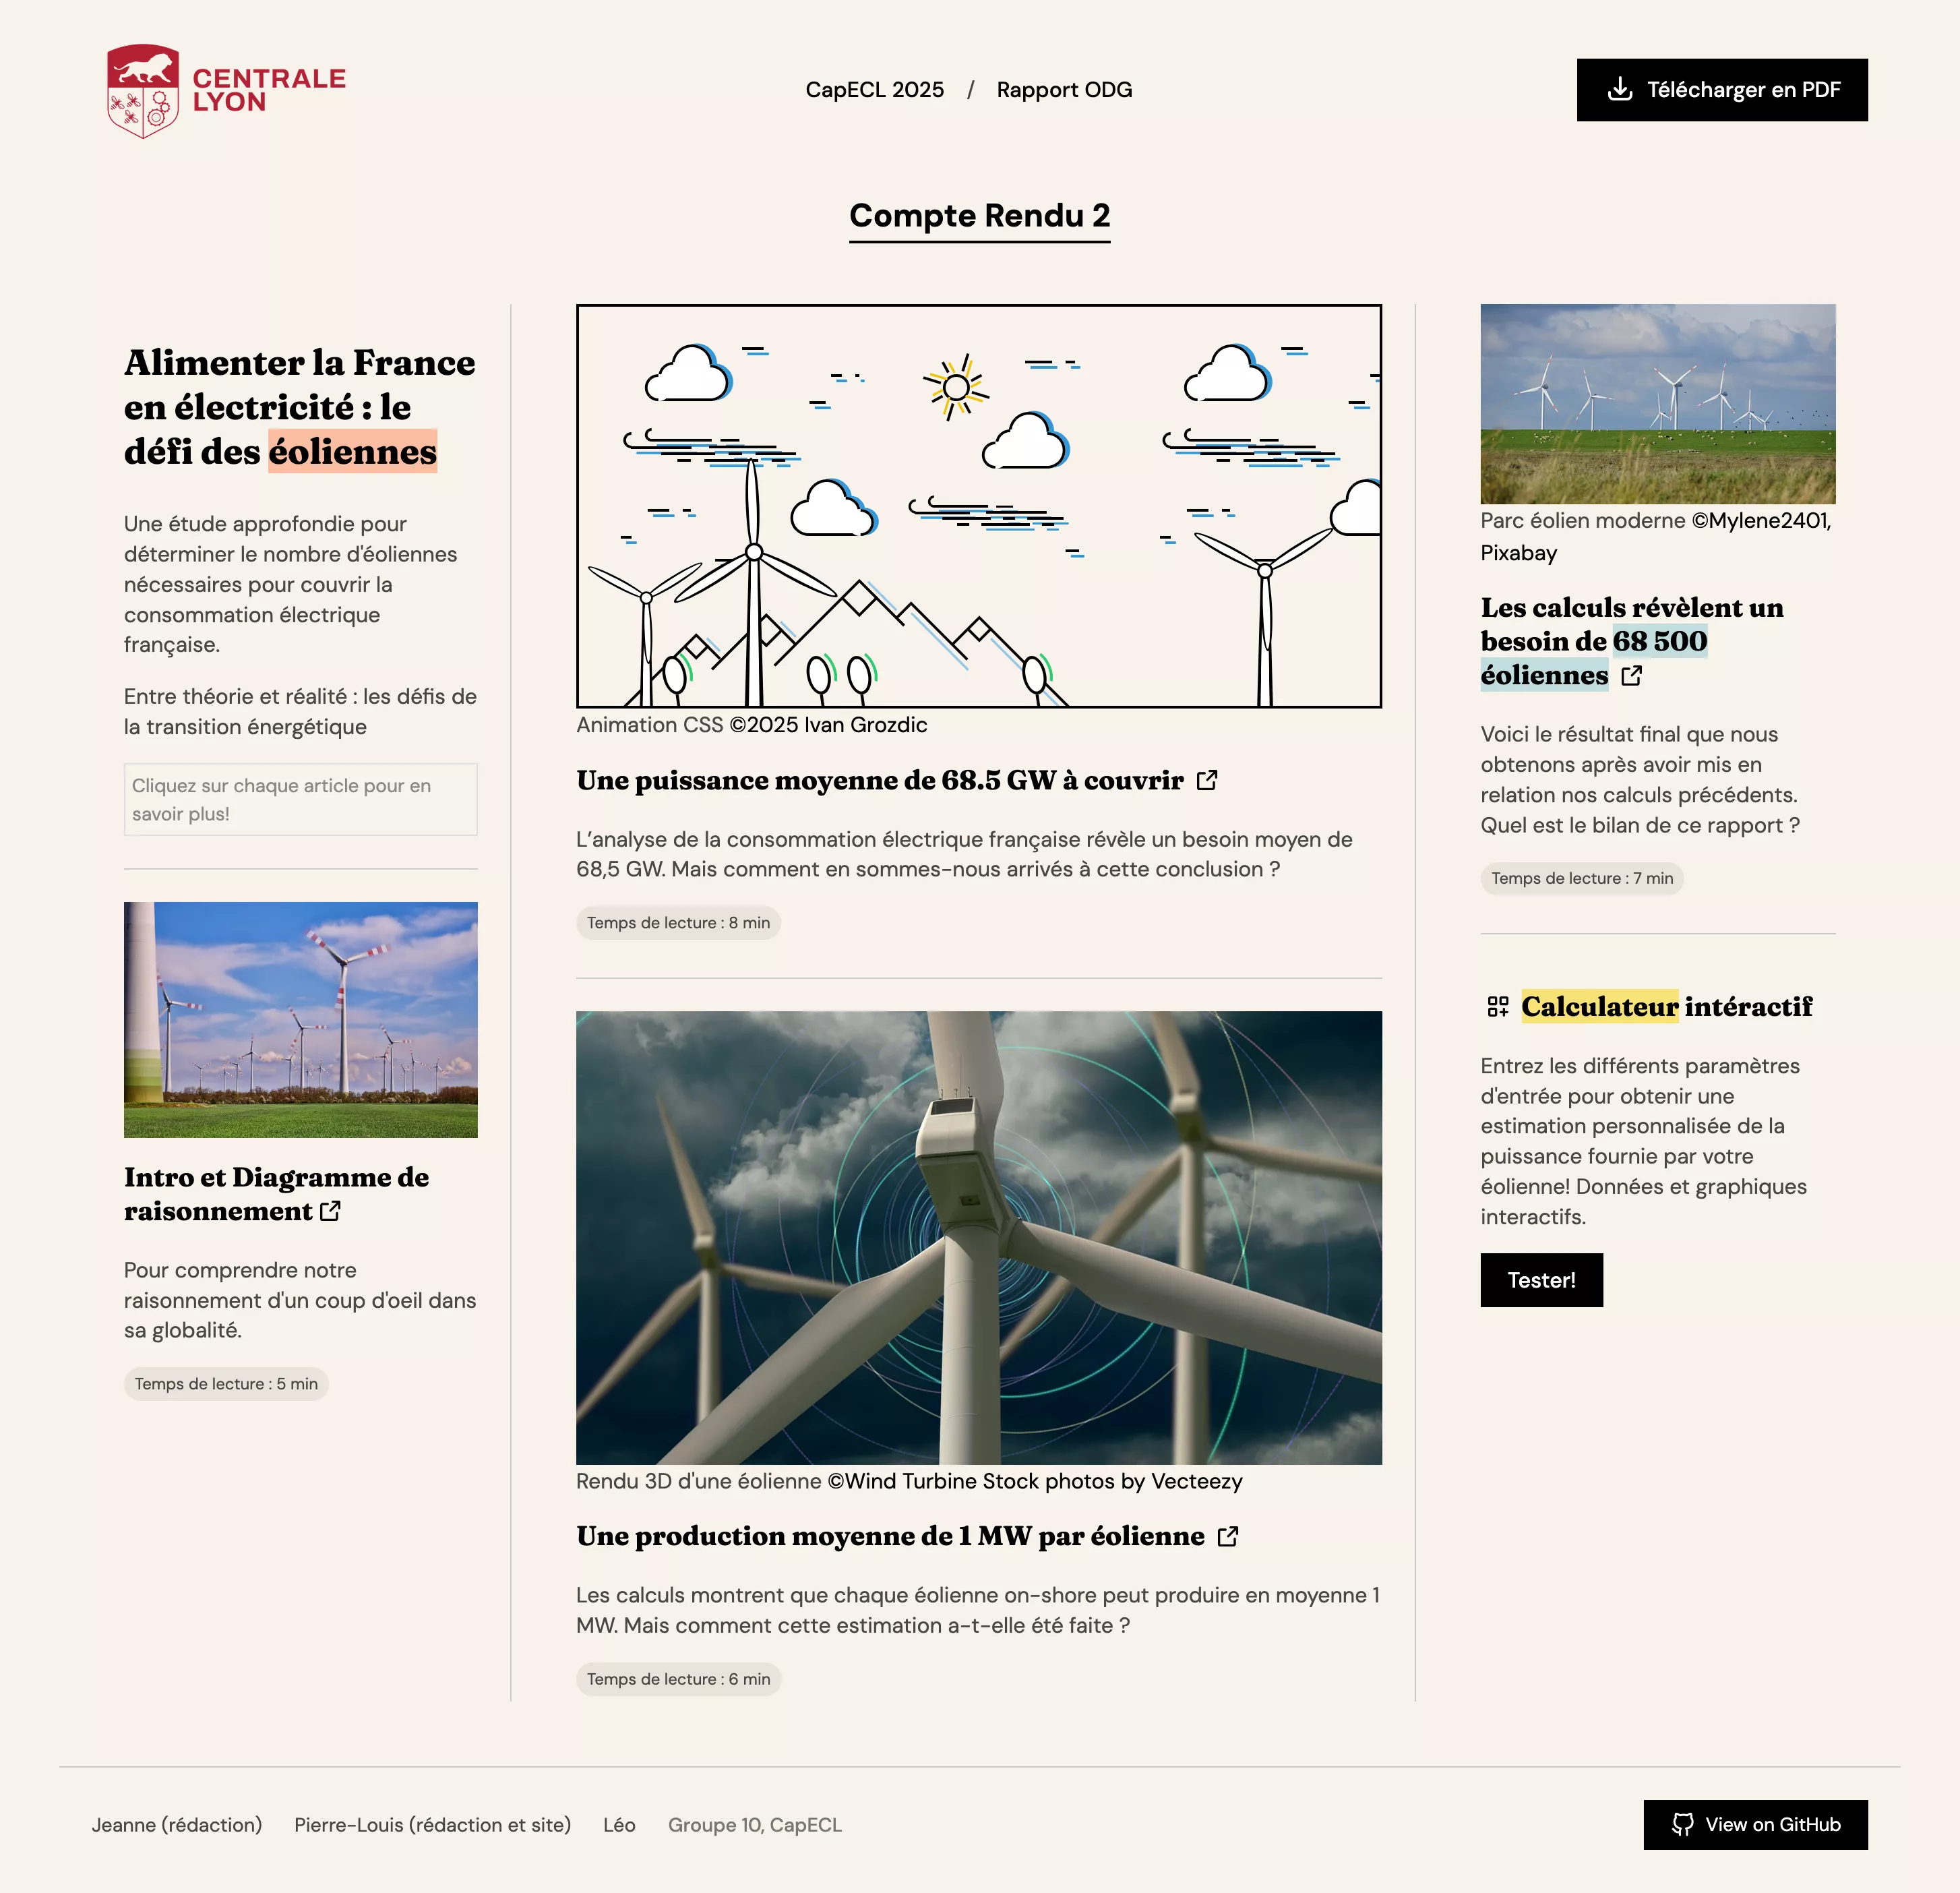 CENTRALE
LYON
CapECL 2025 / Rapport ODG
Télécharger en PDF
Compte Rendu 2
Alimenter la France
en électricité : le
défi des éoliennes
Une étude approfondie pour
déterminer le nombre d'éoliennes
nécessaires pour couvrir la
consommation électrique
française.
Entre théorie et réalité : les défis de
la transition énergétique
Cliquez sur chaque article pour en
savoir plus!
Intro et Diagramme de
raisonnement
Pour comprendre notre
raisonnement d'un coup d'oeil dans
sa globalité.
Temps de lecture : 5 min
Animation CSS ©2025 Ivan Grozdic
Une puissance moyenne de 68.5 GW à couvrir
L’analyse de la consommation électrique française révèle un besoin moyen de
68,5 GW. Mais comment en sommes-nous arrivés à cette conclusion ?
Temps de lecture : 8 min
Rendu 3D d'une éolienne ©Wind Turbine Stock photos by Vecteezy
Une production moyenne de 1 MW par éolienne
Les calculs montrent que chaque éolienne on-shore peut produire en moyenne 1
MW. Mais comment cette estimation a-t-elle été faite ?
Temps de lecture : 6 min
Parc éolien moderne ©Mylene2401,
Pixabay
Les calculs révèlent un
besoin de 68 500
éoliennes
Voici le résultat final que nous
obtenons après avoir mis en
relation nos calculs précédents.
Quel est le bilan de ce rapport ?
Temps de lecture : 7 min
Calculateur intéractif
Entrez les différents paramètres
d'entrée pour obtenir une
estimation personnalisée de la
puissance fournie par votre
éolienne! Données et graphiques
interactifs.
Tester!
Jeanne (rédaction) Pierre-Louis (rédaction et site) Léo Groupe 10, CapECL
View on GitHub